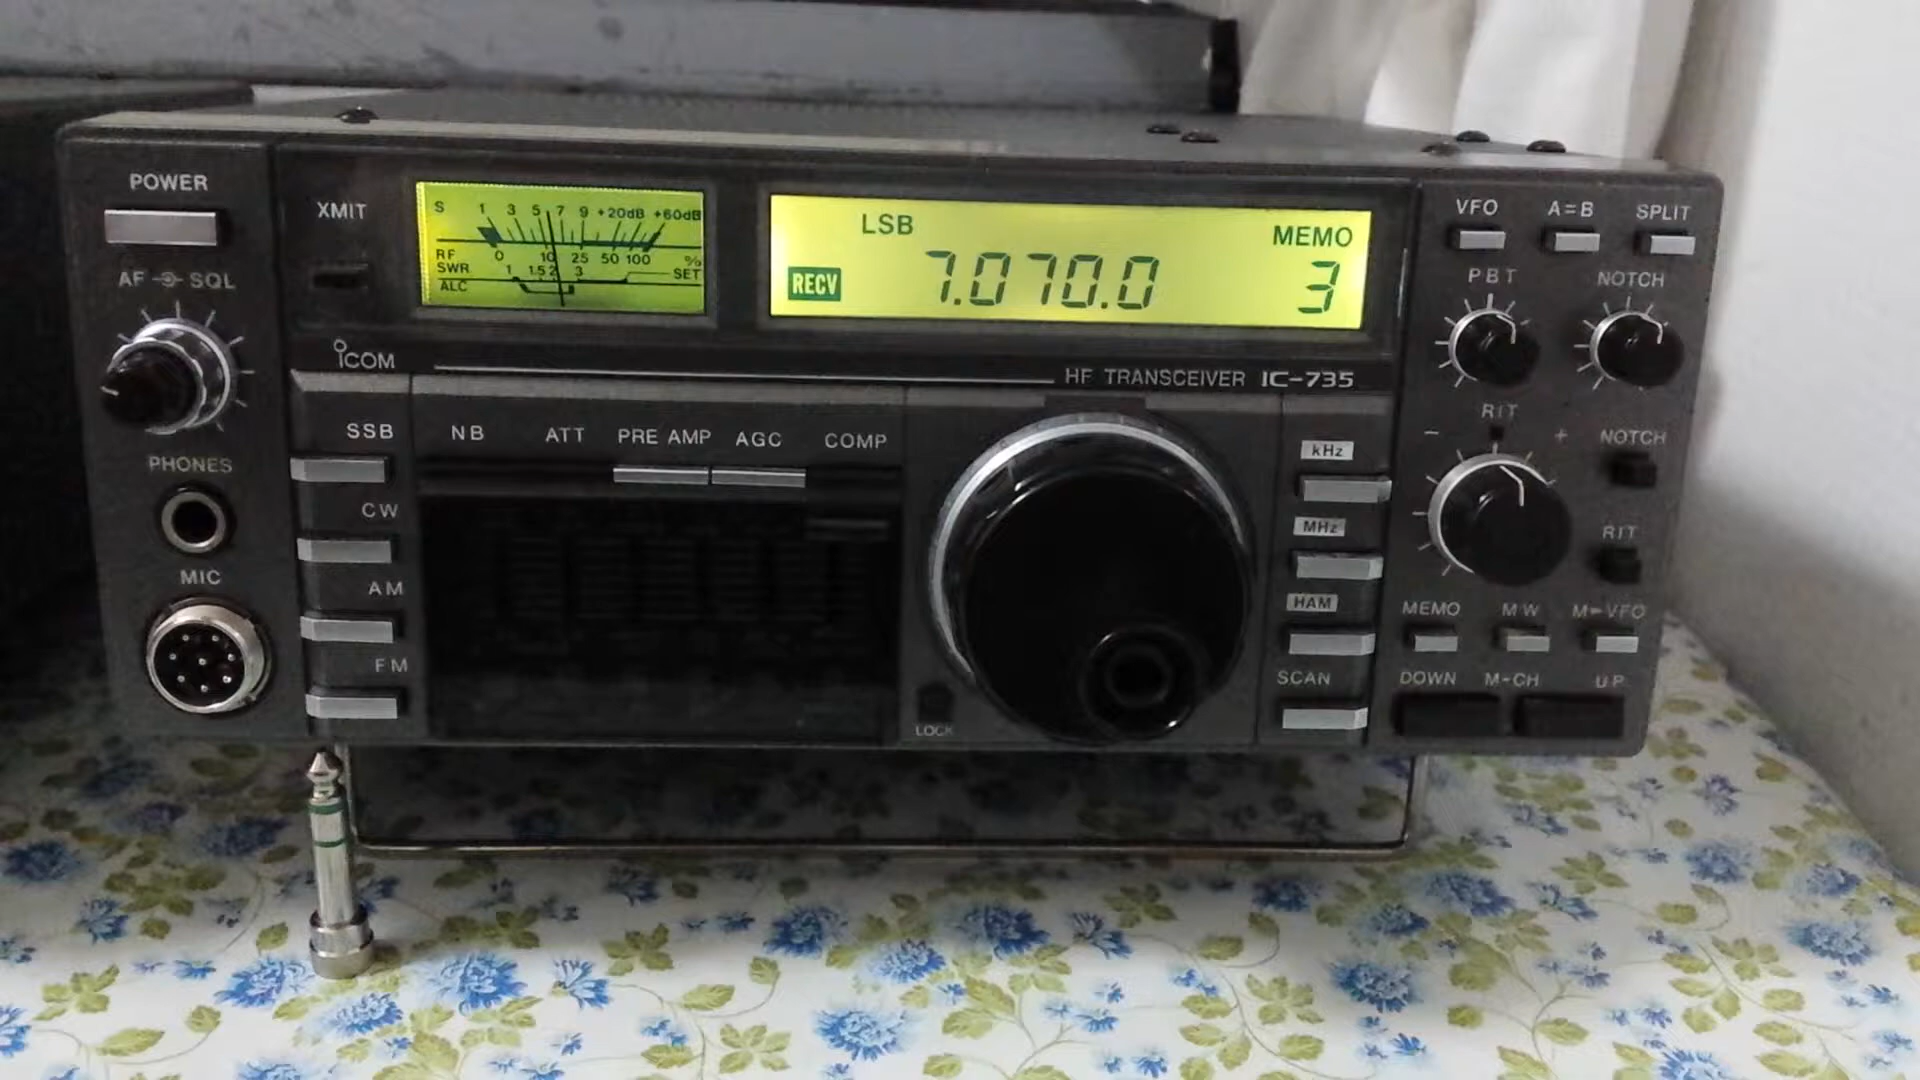 POWER
AF SQL
PHONES
MIC
XMIT
S 1 3 5 7 9 +20dB +60dB
RF 0 10 25 50 100 %
SWR 1 1.5 2 3 SET
ALC
LSB
MEMO
RECV 7.070.0 3
ICOM
HF TRANSCEIVER IC-735
SSB
CW
AM
FM
NB ATT PRE AMP AGC COMP
LOCK
kHz
MHz
HAM
SCAN
VFO A=B SPLIT
PBT NOTCH
RIT
- +
NOTCH
RIT
MEMO MW M►VFO
DOWN M-CH UP